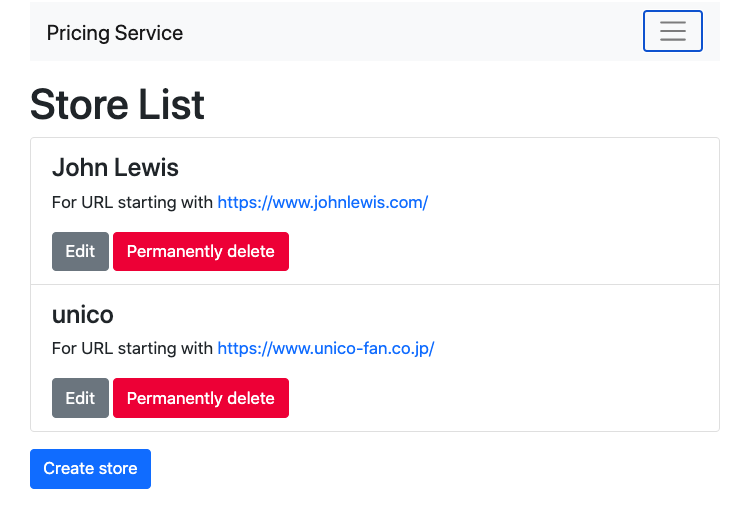 Pricing Service
Store List
John Lewis
For URL starting with https://www.johnlewis.com/
Edit Permanently delete
unico
For URL starting with https://www.unico-fan.co.jp/
Edit Permanently delete
Create store